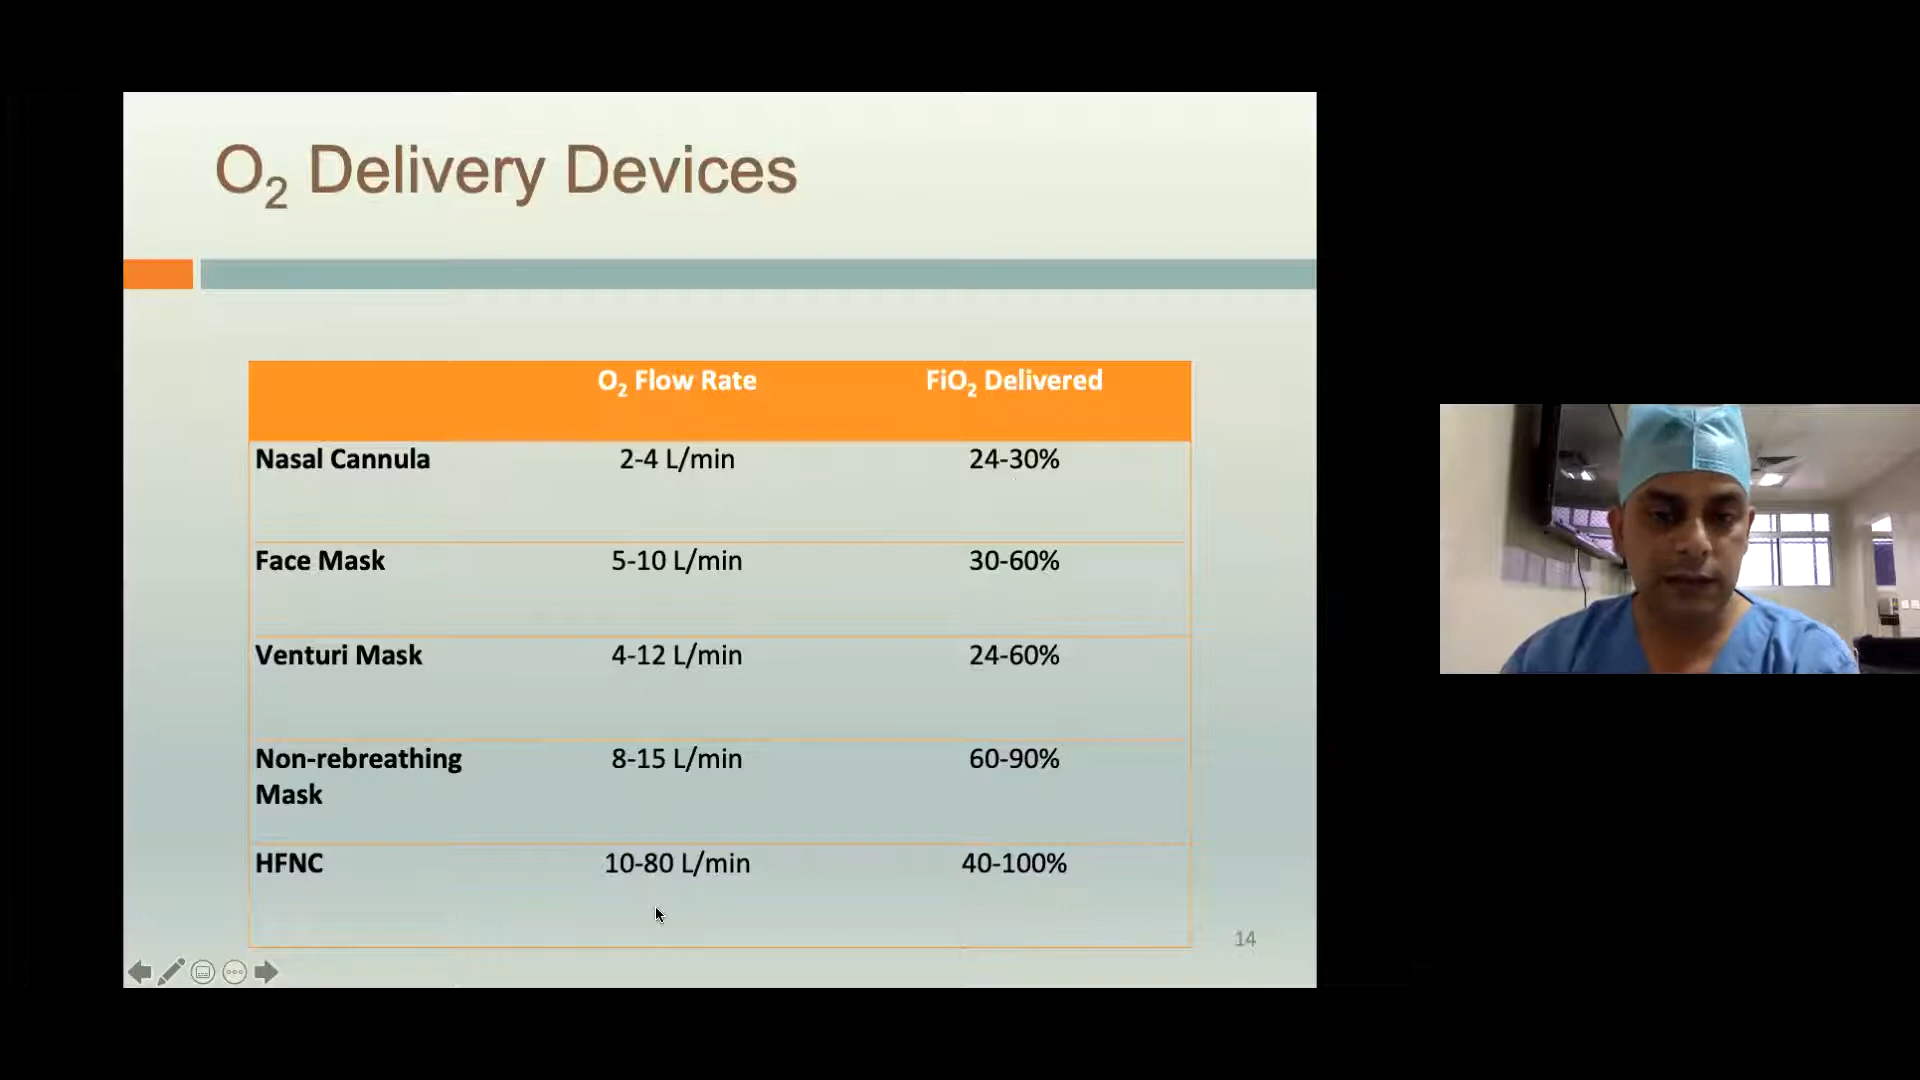 O₂ Delivery Devices
O₂ Flow Rate FiO₂ Delivered
Nasal Cannula 2-4 L/min 24-30%
Face Mask 5-10 L/min 30-60%
Venturi Mask 4-12 L/min 24-60%
Non-rebreathing Mask 8-15 L/min 60-90%
HFNC 10-80 L/min 40-100%
14